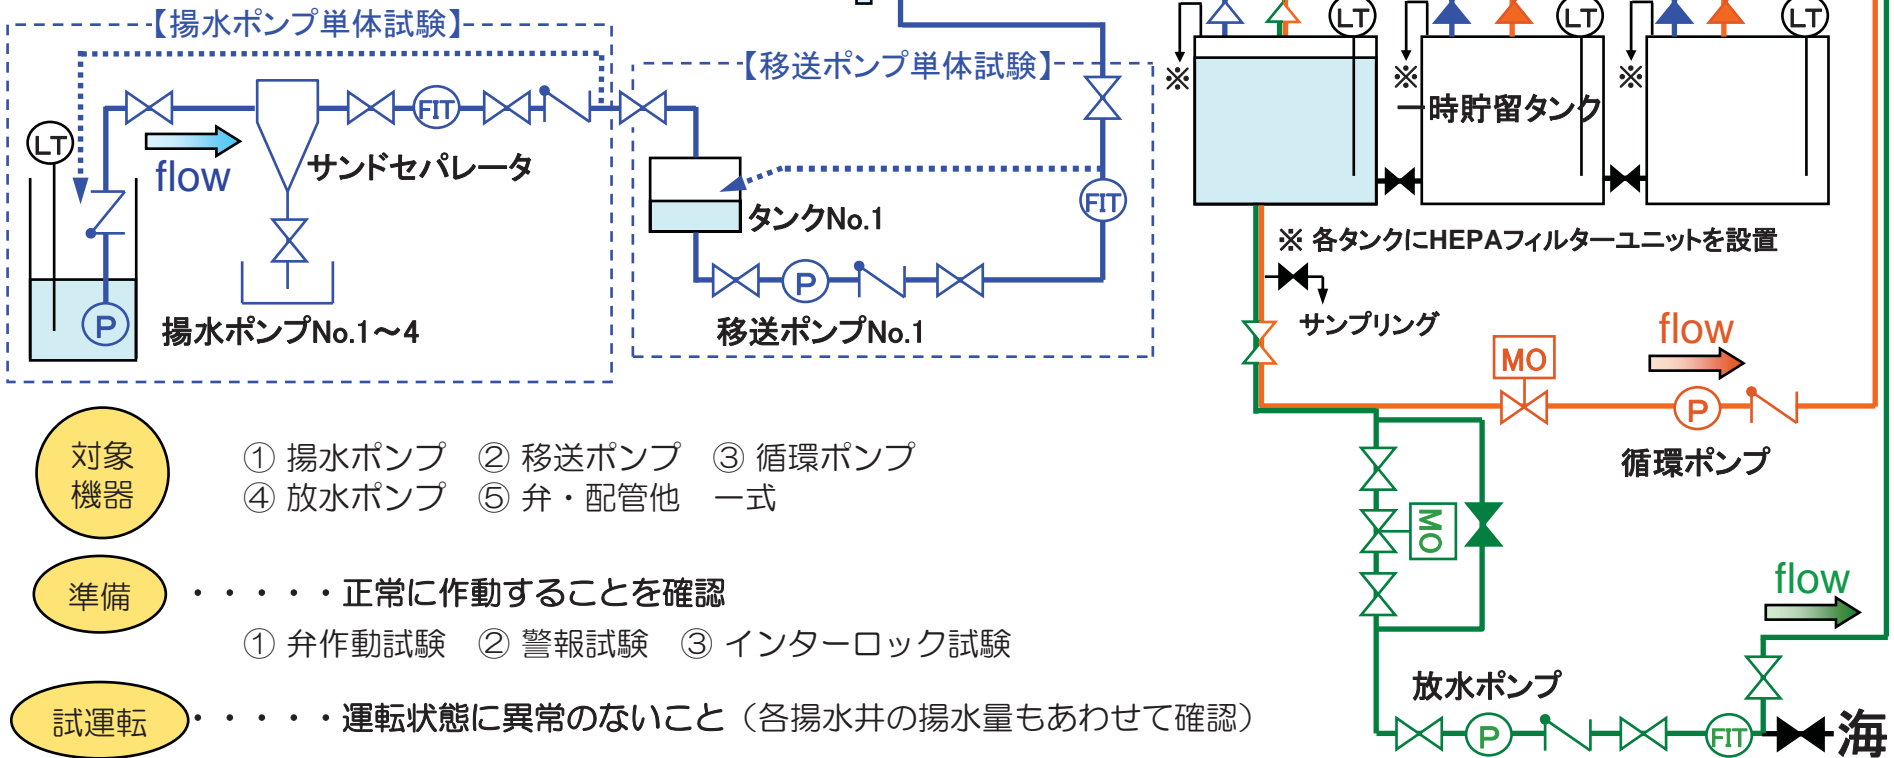 【揚水ポンプ単体試験】
【移送ポンプ単体試験】
LT
LT
LT
※
※
※
一時貯留タンク
FIT
LT
flow
サンドセパレータ
タンクNo.1
FIT
※ 各タンクにHEPAフィルターユニットを設置
P
揚水ポンプNo.1～4
P
移送ポンプNo.1
サンプリング
flow
MO
P
循環ポンプ
対象
機器
① 揚水ポンプ ② 移送ポンプ ③ 循環ポンプ
④ 放水ポンプ ⑤ 弁・配管他 一式
MO
準備
・・・・・正常に作動することを確認
① 弁作動試験 ② 警報試験 ③ インターロック試験
flow
試運転
・・・・・運転状態に異常のないこと（各揚水井の揚水量もあわせて確認）
放水ポンプ
P
FIT
海